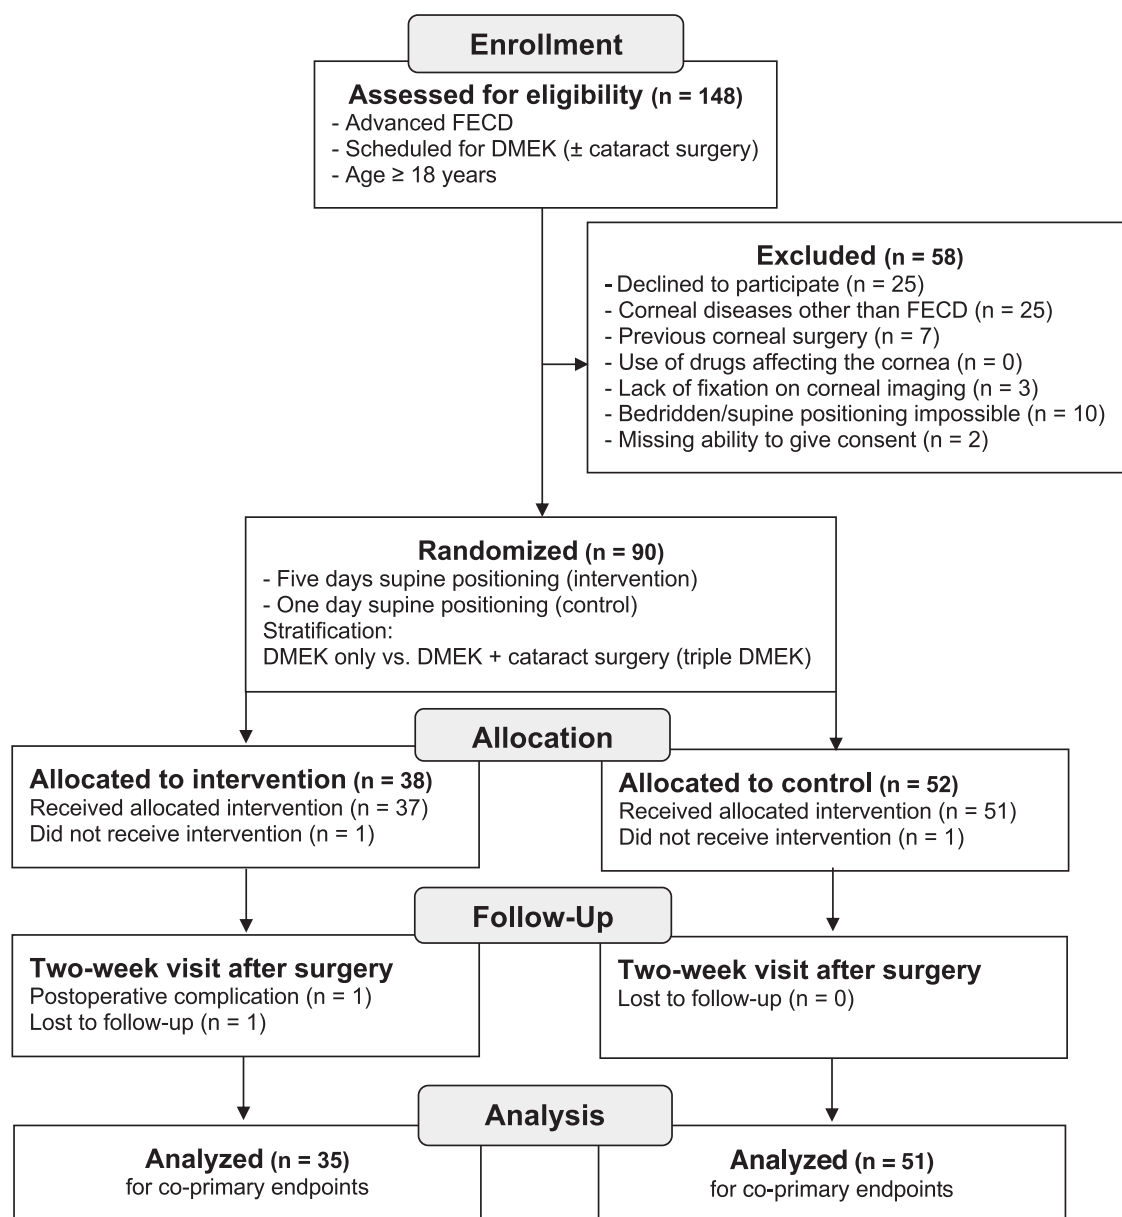 Enrollment
Assessed for eligibility (n = 148)
- Advanced FECD
- Scheduled for DMEK (± cataract surgery)
- Age ≥ 18 years
Excluded (n = 58)
- Declined to participate (n = 25)
- Corneal diseases other than FECD (n = 25)
- Previous corneal surgery (n = 7)
- Use of drugs affecting the cornea (n = 0)
- Lack of fixation on corneal imaging (n = 3)
- Bedridden/supine positioning impossible (n = 10)
- Missing ability to give consent (n = 2)
Randomized (n = 90)
- Five days supine positioning (intervention)
- One day supine positioning (control)
Stratification:
DMEK only vs. DMEK + cataract surgery (triple DMEK)
Allocation
Allocated to intervention (n = 38)
Received allocated intervention (n = 37)
Did not receive intervention (n = 1)
Allocated to control (n = 52)
Received allocated intervention (n = 51)
Did not receive intervention (n = 1)
Follow-Up
Two-week visit after surgery
Postoperative complication (n = 1)
Lost to follow-up (n = 1)
Two-week visit after surgery
Lost to follow-up (n = 0)
Analysis
Analyzed (n = 35)
for co-primary endpoints
Analyzed (n = 51)
for co-primary endpoints